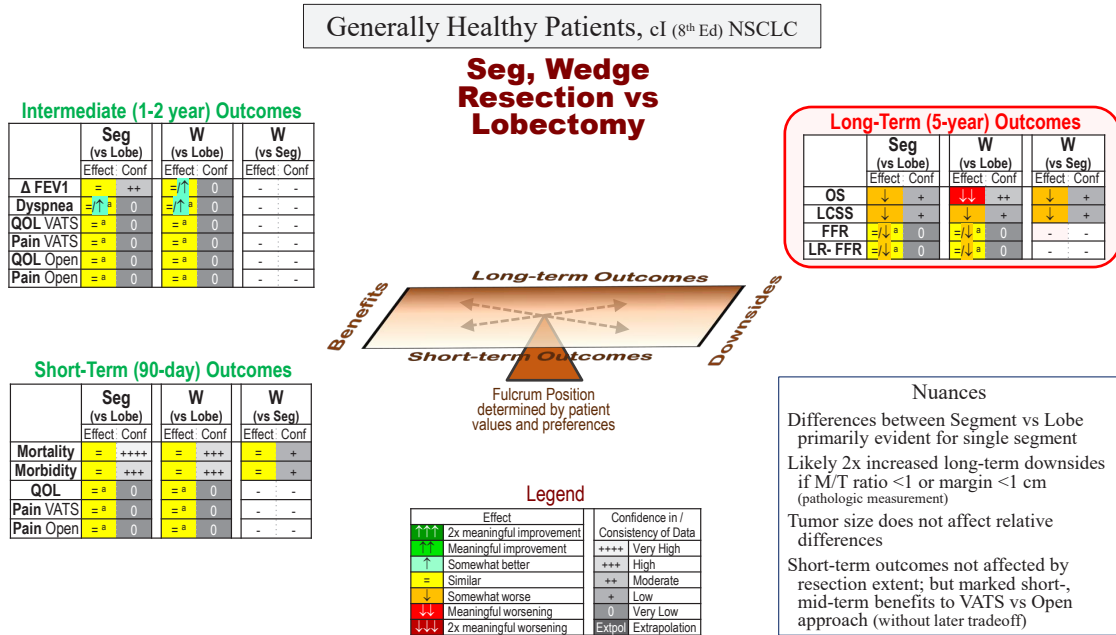 Generally Healthy Patients, cI (8th Ed) NSCLC
Seg, Wedge
Resection vs
Lobectomy
Intermediate (1-2 year) Outcomes
Seg W W
(vs Lobe) (vs Lobe) (vs Seg)
Effect Conf Effect Conf Effect Conf
Δ FEV1 = ++ =/↑ 0 - -
Dyspnea =/↑ a 0 =/↑ a 0 - -
QOL VATS = a 0 = a 0 - -
Pain VATS = a 0 = a 0 - -
QOL Open = a 0 = a 0 - -
Pain Open = a 0 = a 0 - -
Long-Term (5-year) Outcomes
Seg W W
(vs Lobe) (vs Lobe) (vs Seg)
Effect Conf Effect Conf Effect Conf
OS ↓ + ↓↓ ++ ↓ +
LCSS ↓ + ↓ + ↓ +
FFR =/↓ a 0 =/↓ a 0 - -
LR- FFR =/↓ a 0 =/↓ a 0 - -
Long-term Outcomes
Benefits
Downsides
Short-term Outcomes
Fulcrum Position
determined by patient
values and preferences
Short-Term (90-day) Outcomes
Seg W W
(vs Lobe) (vs Lobe) (vs Seg)
Effect Conf Effect Conf Effect Conf
Mortality = ++++ = +++ = +
Morbidity = +++ = +++ = +
QOL = a 0 = a 0 - -
Pain VATS = a 0 = a 0 - -
Pain Open = a 0 = a 0 - -
Legend
Effect
↑↑↑ 2x meaningful improvement
↑↑ Meaningful improvement
↑ Somewhat better
= Similar
↓ Somewhat worse
↓↓ Meaningful worsening
↓↓↓ 2x meaningful worsening
Confidence in /
Consistency of Data
++++ Very High
+++ High
++ Moderate
+ Low
0 Very Low
Extpol Extrapolation
Nuances
Differences between Segment vs Lobe
primarily evident for single segment
Likely 2x increased long-term downsides
if M/T ratio <1 or margin <1 cm
(pathologic measurement)
Tumor size does not affect relative
differences
Short-term outcomes not affected by
resection extent; but marked short-,
mid-term benefits to VATS vs Open
approach (without later tradeoff)